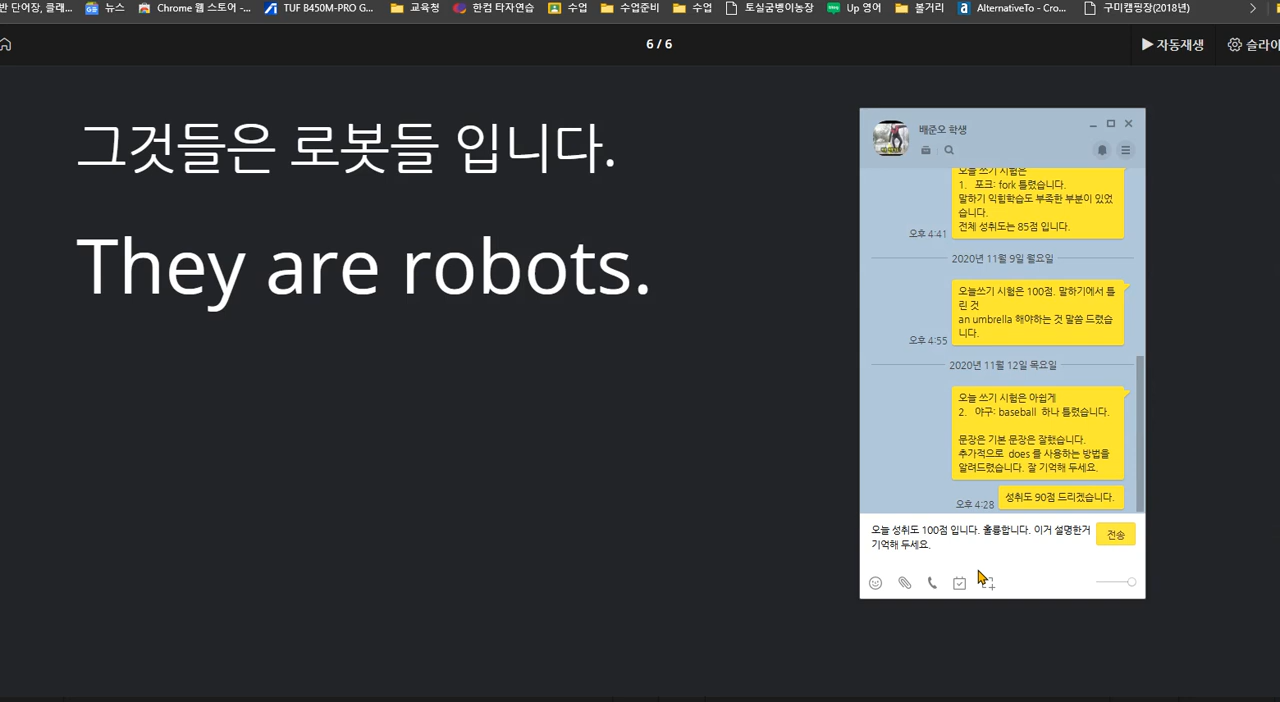 반 단어장, 클래...
뉴스
Chrome 웹 스토어 -...
TUF B450M-PRO G...
교육청
한컴 타자연습
수업
수업준비
수업
토실굼벵이농장
Up 영어
볼거리
AlternativeTo - Cro...
구미캠핑장(2018년)
6 / 6
자동재생
슬라이
그것들은 로봇들 입니다.
They are robots.
배준오 학생
오늘 쓰기 시험은
1. 포크: fork 틀렸습니다.
말하기 익힘학습도 부족한 부분이 있었
습니다.
전체 성취도는 85점 입니다.
오후 4:41
2020년 11월 9일 월요일
오늘쓰기 시험은 100점. 말하기에서 틀
린 것
an umbrella 해야하는 것 말씀 드렸습
니다.
오후 4:55
2020년 11월 12일 목요일
오늘 쓰기 시험은 아쉽게
2. 야구: baseball 하나 틀렸습니다.
문장은 기본 문장은 잘했습니다.
추가적으로 does 를 사용하는 방법을
알려드렸습니다. 잘 기억해 두세요.
성취도 90점 드리겠습니다.
오후 4:28
오늘 성취도 100점 입니다. 훌륭합니다. 이거 설명한거
기억해 두세요.
전송